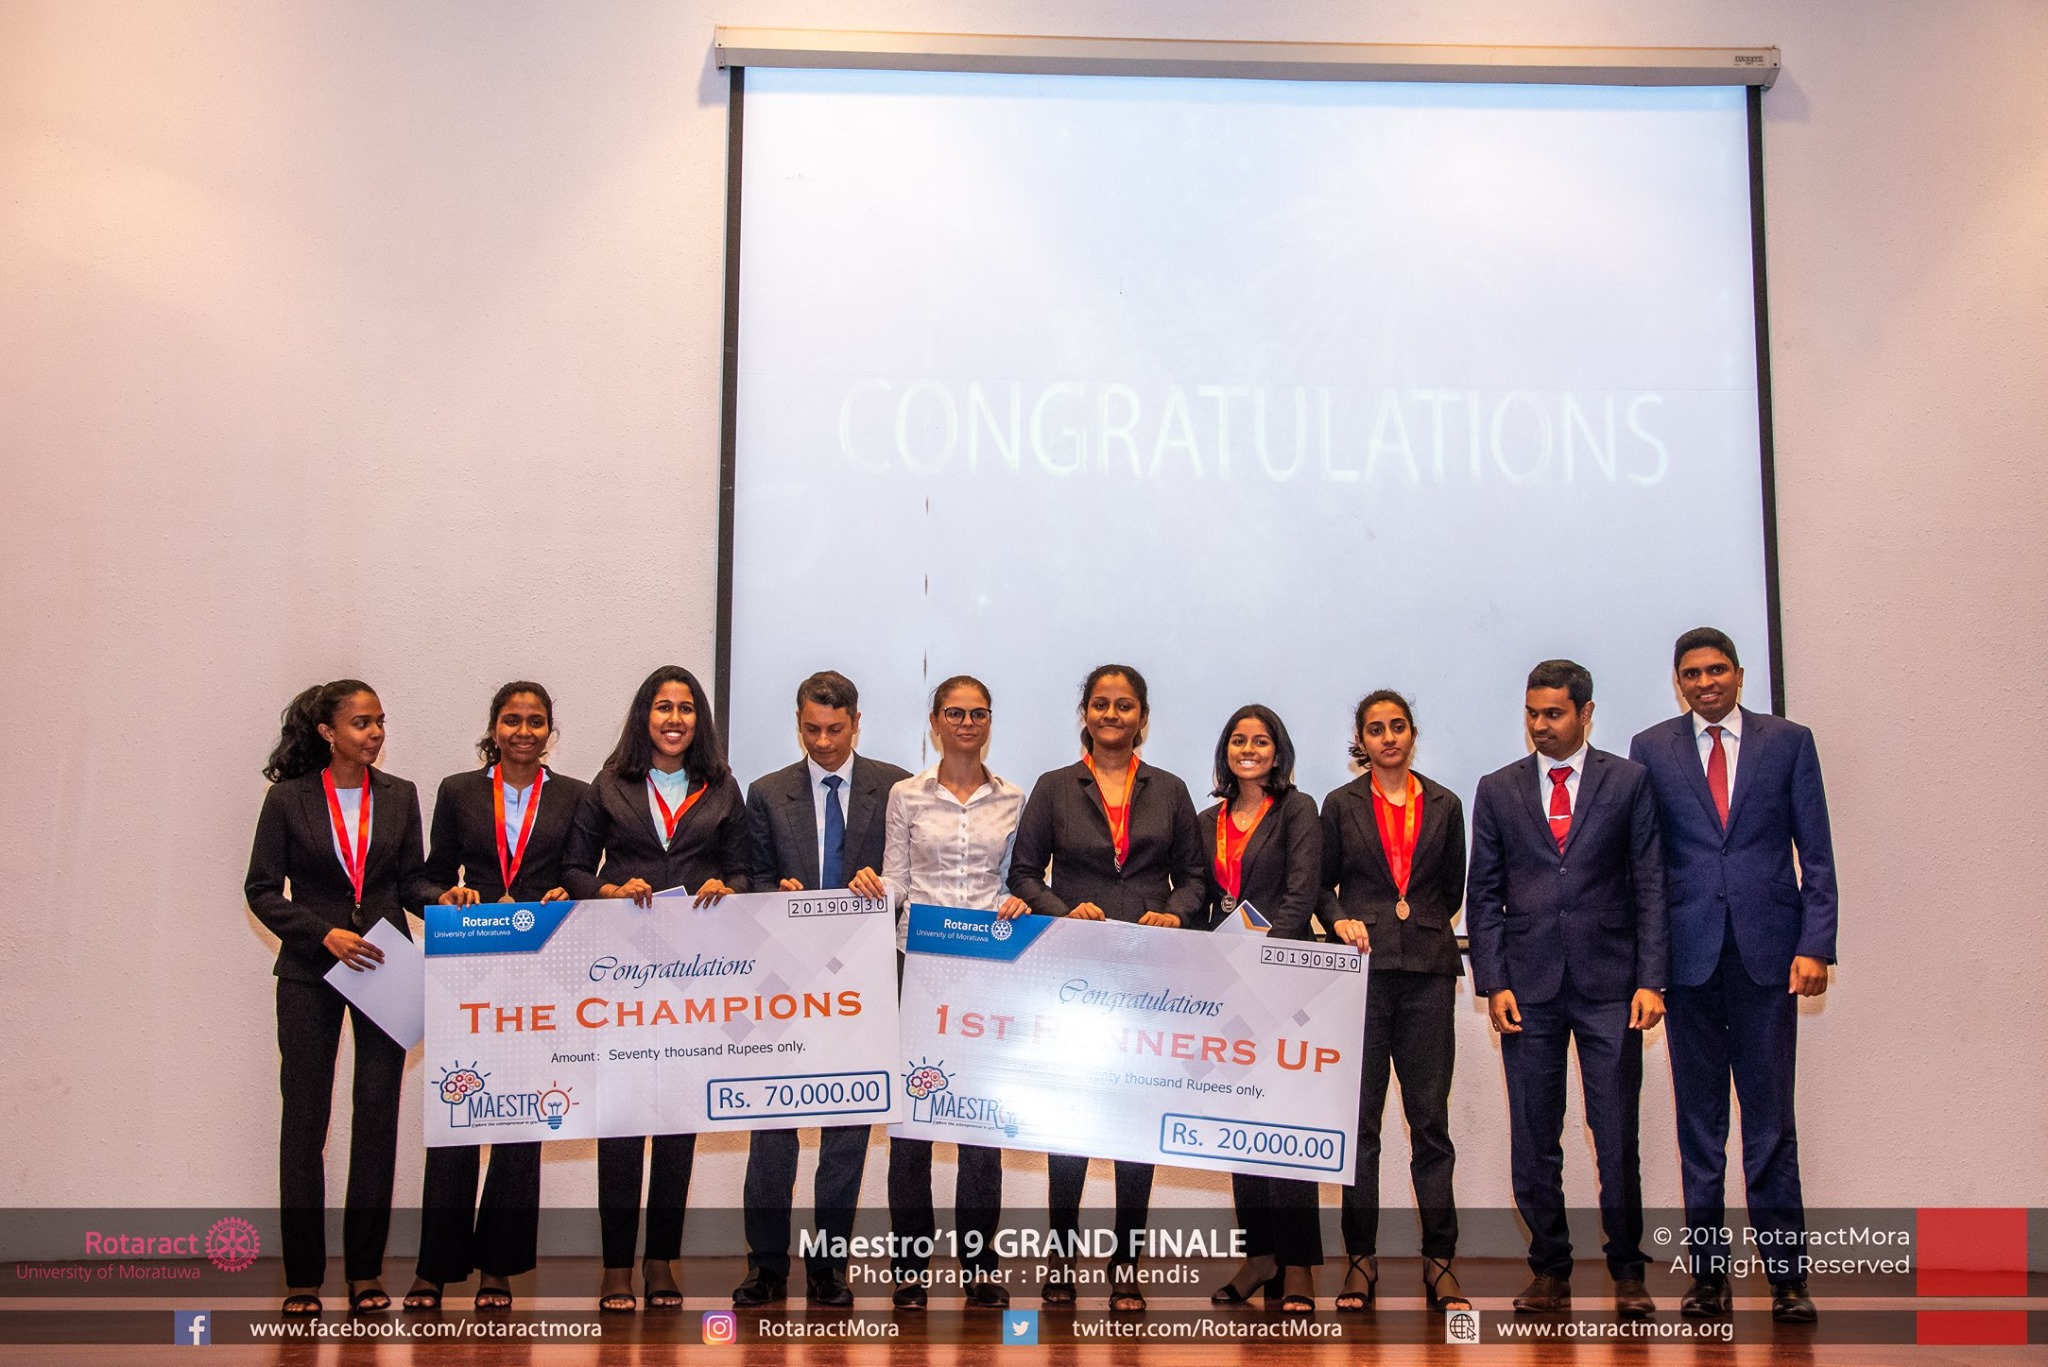 CONGRATULATIONS
Rotaract
University of Moratuwa
20190930
Congratulations
THE CHAMPIONS
Amount: Seventy thousand Rupees only.
Rs. 70,000.00
MAESTRO
Rotaract
University of Moratuwa
20190930
Congratulations
1ST RUNNERS UP
thousand Rupees only.
Rs. 20,000.00
MAESTRO
Rotaract
University of Moratuwa
Maestro'19 GRAND FINALE
Photographer : Pahan Mendis
© 2019 RotaractMora
All Rights Reserved
www.facebook.com/rotaractmora
RotaractMora
twitter.com/RotaractMora
www.rotaractmora.org